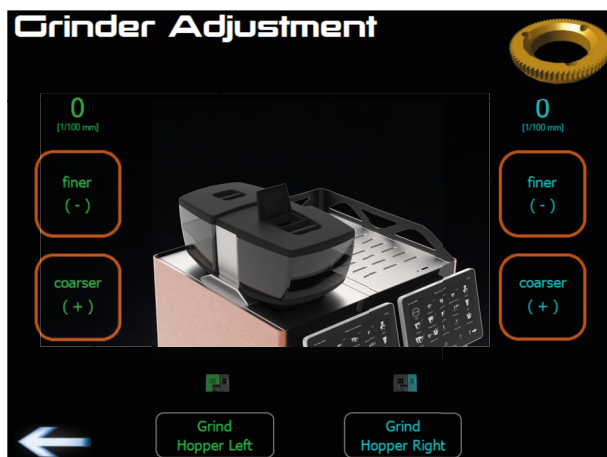 Grinder Adjustment
0
[1/100 mm]
0
[1/100 mm]
finer
( - )
finer
( - )
coarser
( + )
coarser
( + )
Grind
Hopper Left
Grind
Hopper Right